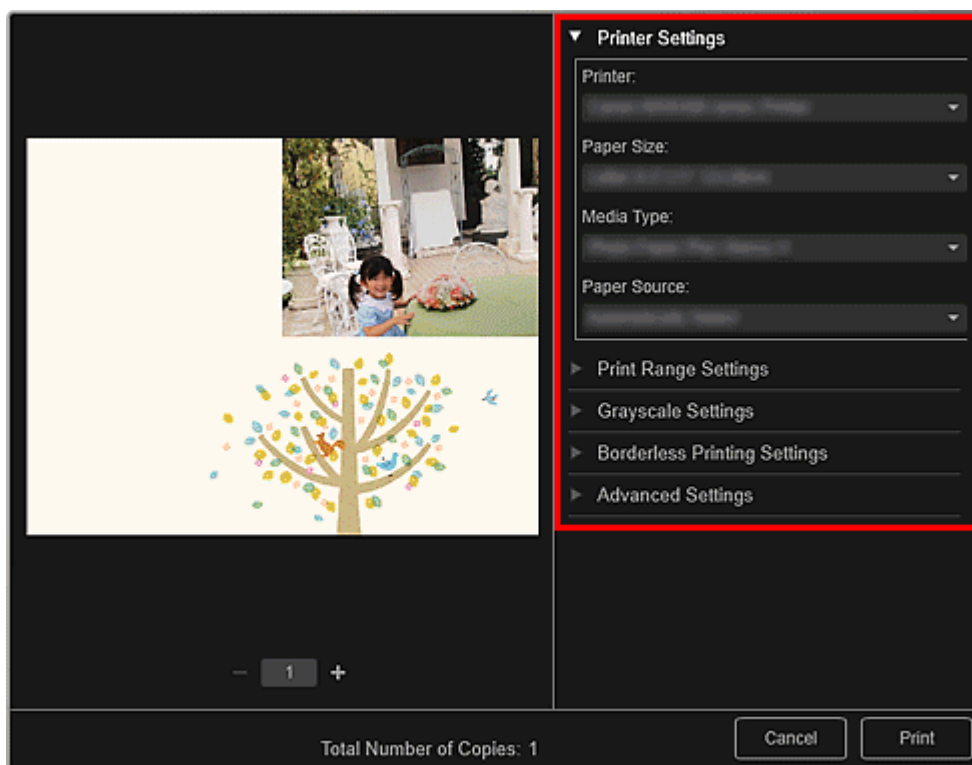 Printer Settings
Printer:
Paper Size:
Media Type:
Paper Source:
Print Range Settings
Grayscale Settings
Borderless Printing Settings
Advanced Settings
1
Total Number of Copies: 1
Cancel
Print